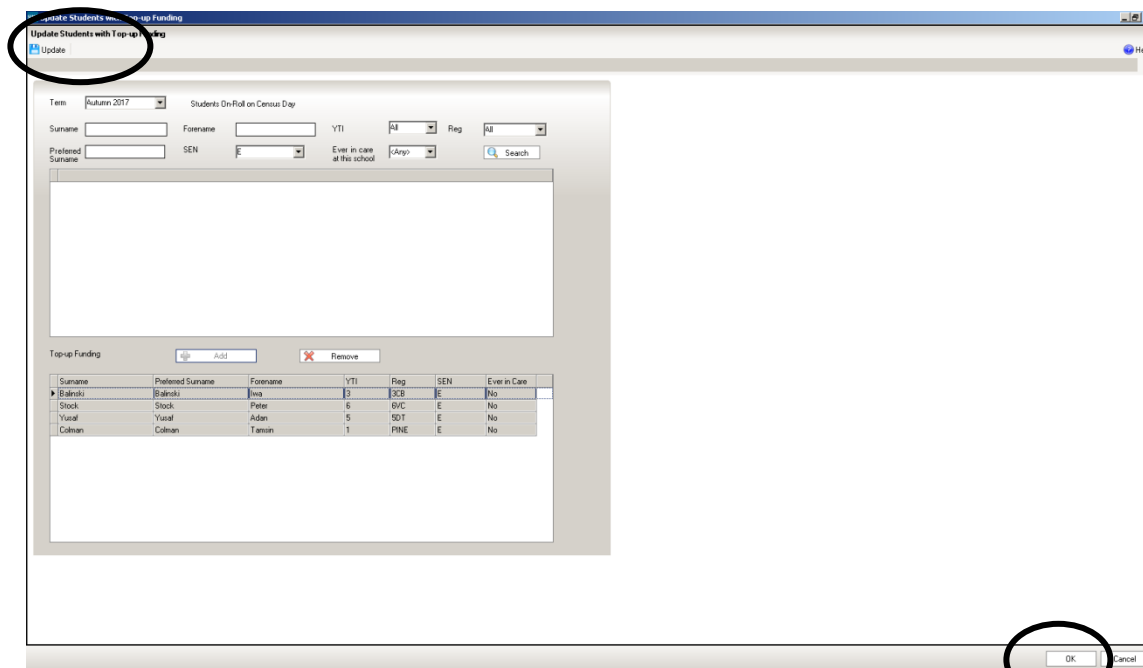 Update Students with Top-up Funding
Update Students with Top-up Funding
Update
Term Autumn 2017 Students On-Roll on Census Day
Surname Forename YTI All Reg All
Preferred Surname SEN E Ever in care at this school <Any> Search
Top-up Funding Add Remove
Surname Preferred Surname Forename YTI Reg SEN Ever in Care
Balinski Balinski Iwa 3 3CB E No
Stock Stock Peter 6 6VC E No
Yusaf Yusaf Adan 5 5DT E No
Colman Colman Tamsin 1 PINE E No
OK Cancel